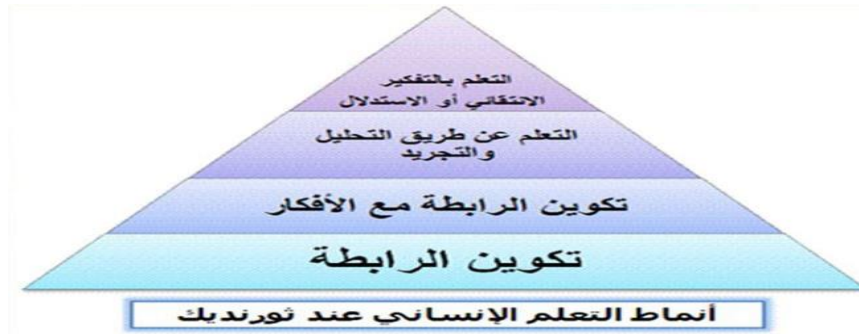 التعلم بالتفكير
الانتقائي أو الاستدلال
التعلم عن طريق التحليل
والتجريد
تكوين الرابطة مع الأفكار
تكوين الرابطة
أنماط التعلم الإنساني عند ثورنديك